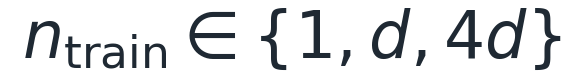 n_train ∈ {1, d, 4d}